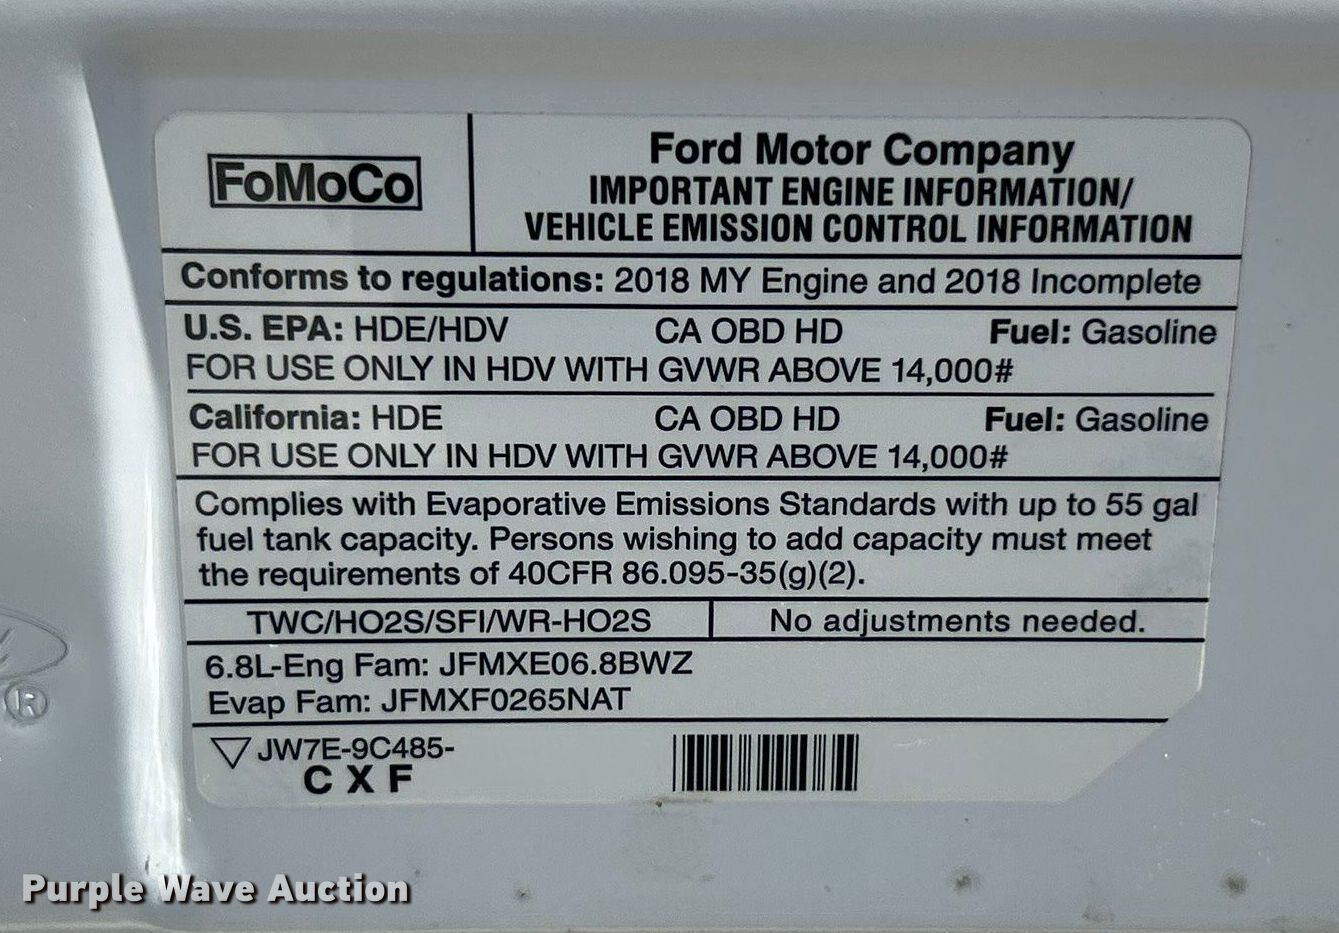 FoMoCo
Ford Motor Company
IMPORTANT ENGINE INFORMATION/
VEHICLE EMISSION CONTROL INFORMATION
Conforms to regulations: 2018 MY Engine and 2018 Incomplete
U.S. EPA: HDE/HDV CA OBD HD Fuel: Gasoline
FOR USE ONLY IN HDV WITH GVWR ABOVE 14,000#
California: HDE CA OBD HD Fuel: Gasoline
FOR USE ONLY IN HDV WITH GVWR ABOVE 14,000#
Complies with Evaporative Emissions Standards with up to 55 gal
fuel tank capacity. Persons wishing to add capacity must meet
the requirements of 40CFR 86.095-35(g)(2).
TWC/HO2S/SFI/WR-HO2S No adjustments needed.
6.8L-Eng Fam: JFMXE06.8BWZ
Evap Fam: JFMXF0265NAT
JW7E-9C485-
C X F
®
Purple Wave Auction